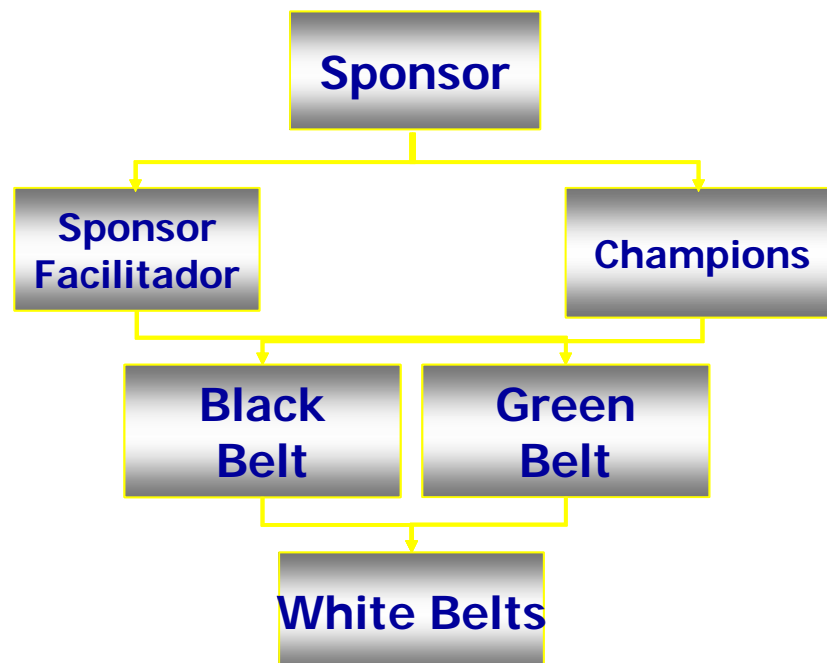 Sponsor
Sponsor
Facilitador
Champions
Black
Belt
Green
Belt
White Belts